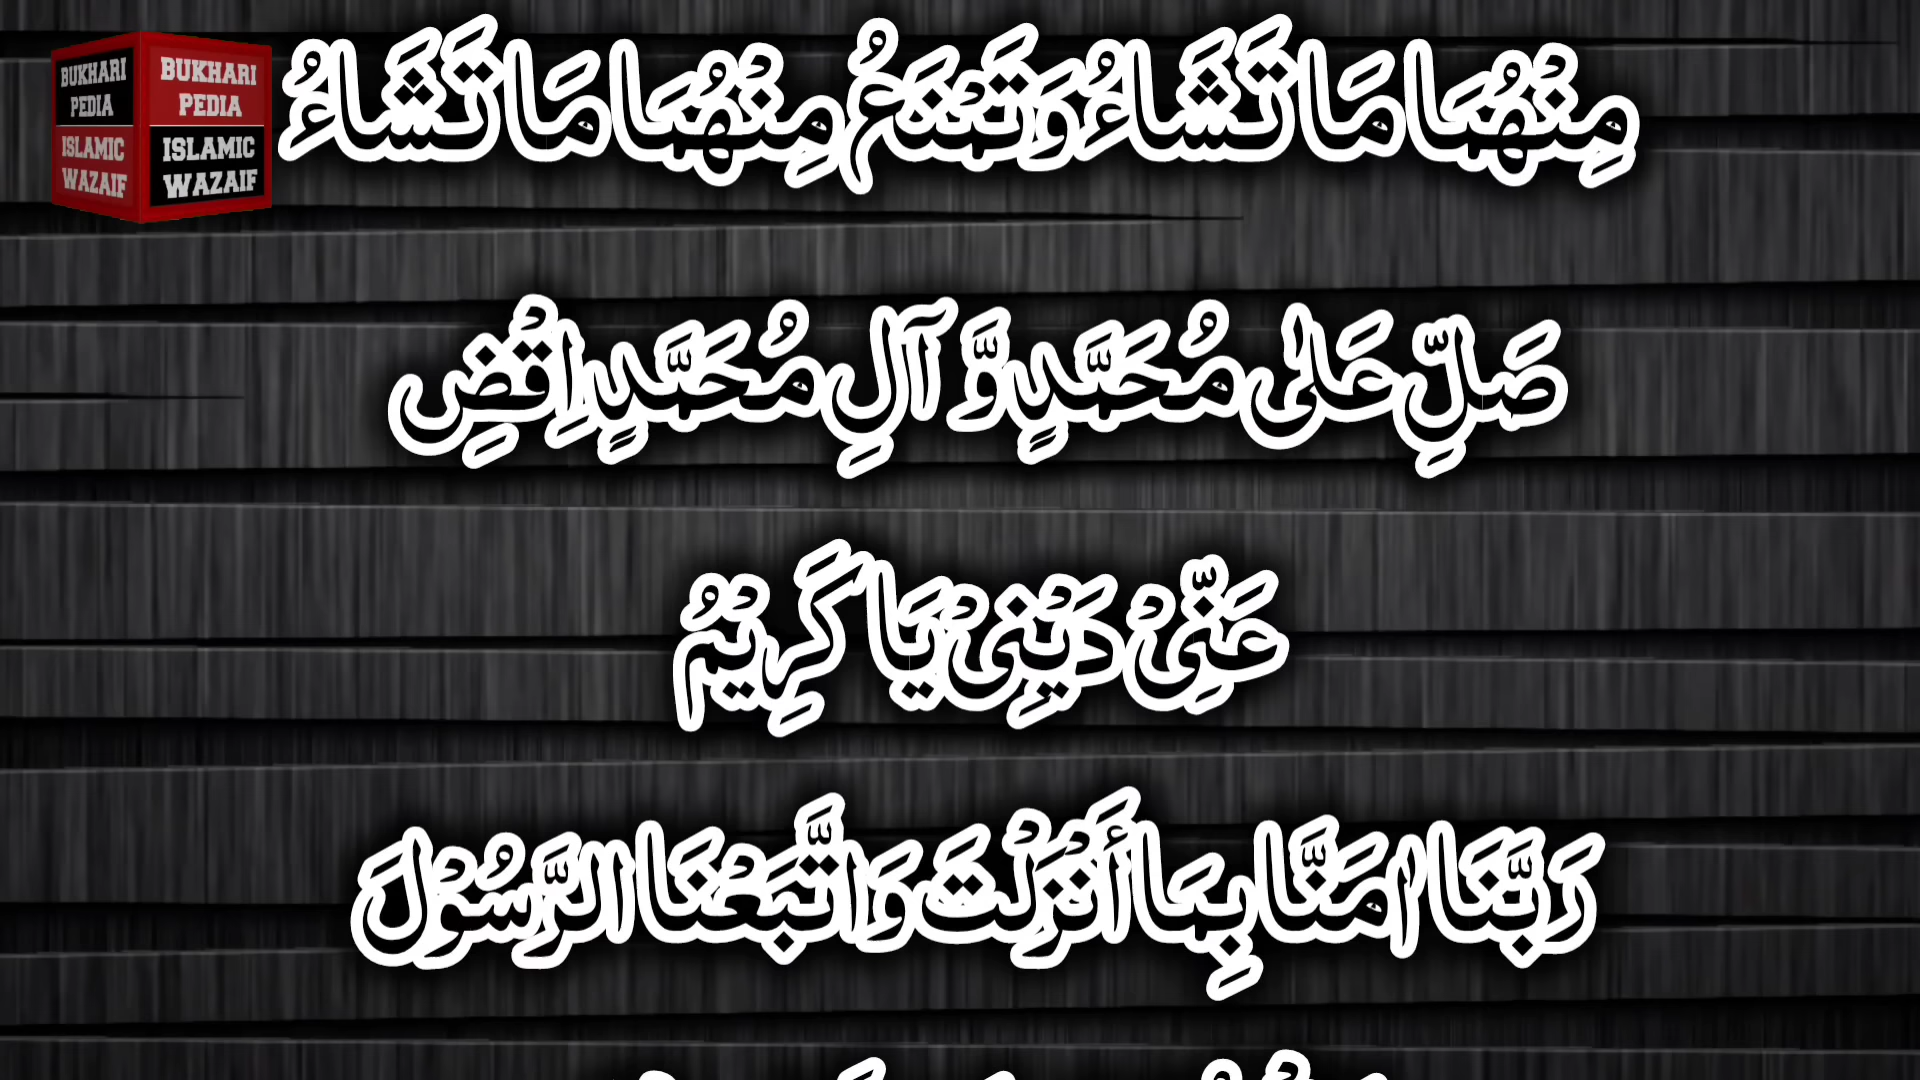 BUKHARI
PEDIA
ISLAMIC
WAZAIF
BUKHARI
PEDIA
ISLAMIC
WAZAIF
مِنْهُمَا مَا تَشَاءُ وَتَمْنَعُ مِنْهُمَا مَا تَشَاءُ
صَلِّ عَلٰى مُحَمَّدٍ وَّ آلِ مُحَمَّدٍ اِقْضِ
عَنِّىْ دَيْنِىْ يَا كَرِيْمُ
رَبَّنَا اٰمَنَّا بِمَا أَنْزَلْتَ وَاتَّبَعْنَا الرَّسُوْلَ